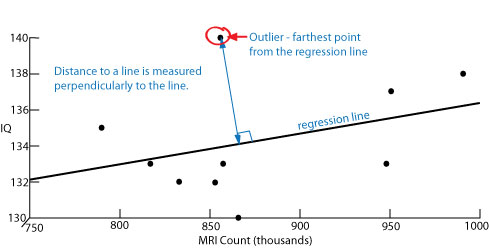 140
Outlier - farthest point
from the regression line
138
Distance to a line is measured
perpendicularly to the line.
136
IQ
regression line
134
132
130
750
800
850
900
950
1000
MRI Count (thousands)